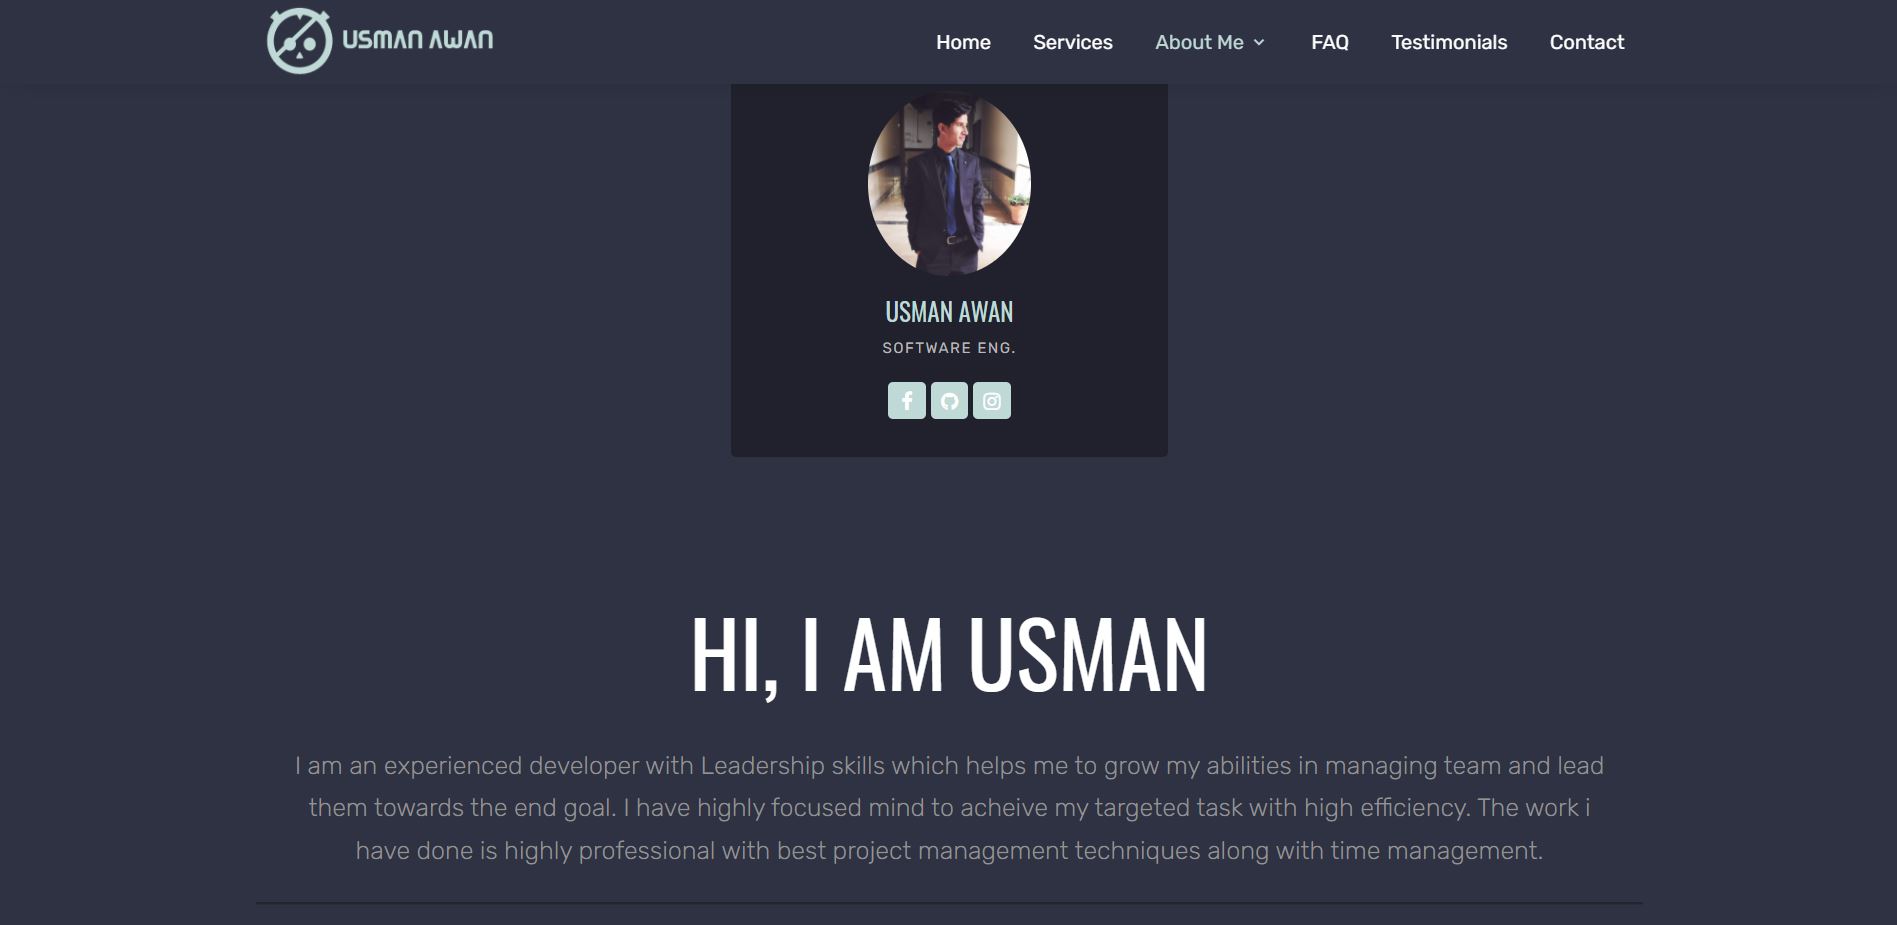 USMAN AWAN
Home Services About Me FAQ Testimonials Contact
USMAN AWAN
SOFTWARE ENG.
HI, I AM USMAN
I am an experienced developer with Leadership skills which helps me to grow my abilities in managing team and lead
them towards the end goal. I have highly focused mind to acheive my targeted task with high efficiency. The work i
have done is highly professional with best project management techniques along with time management.